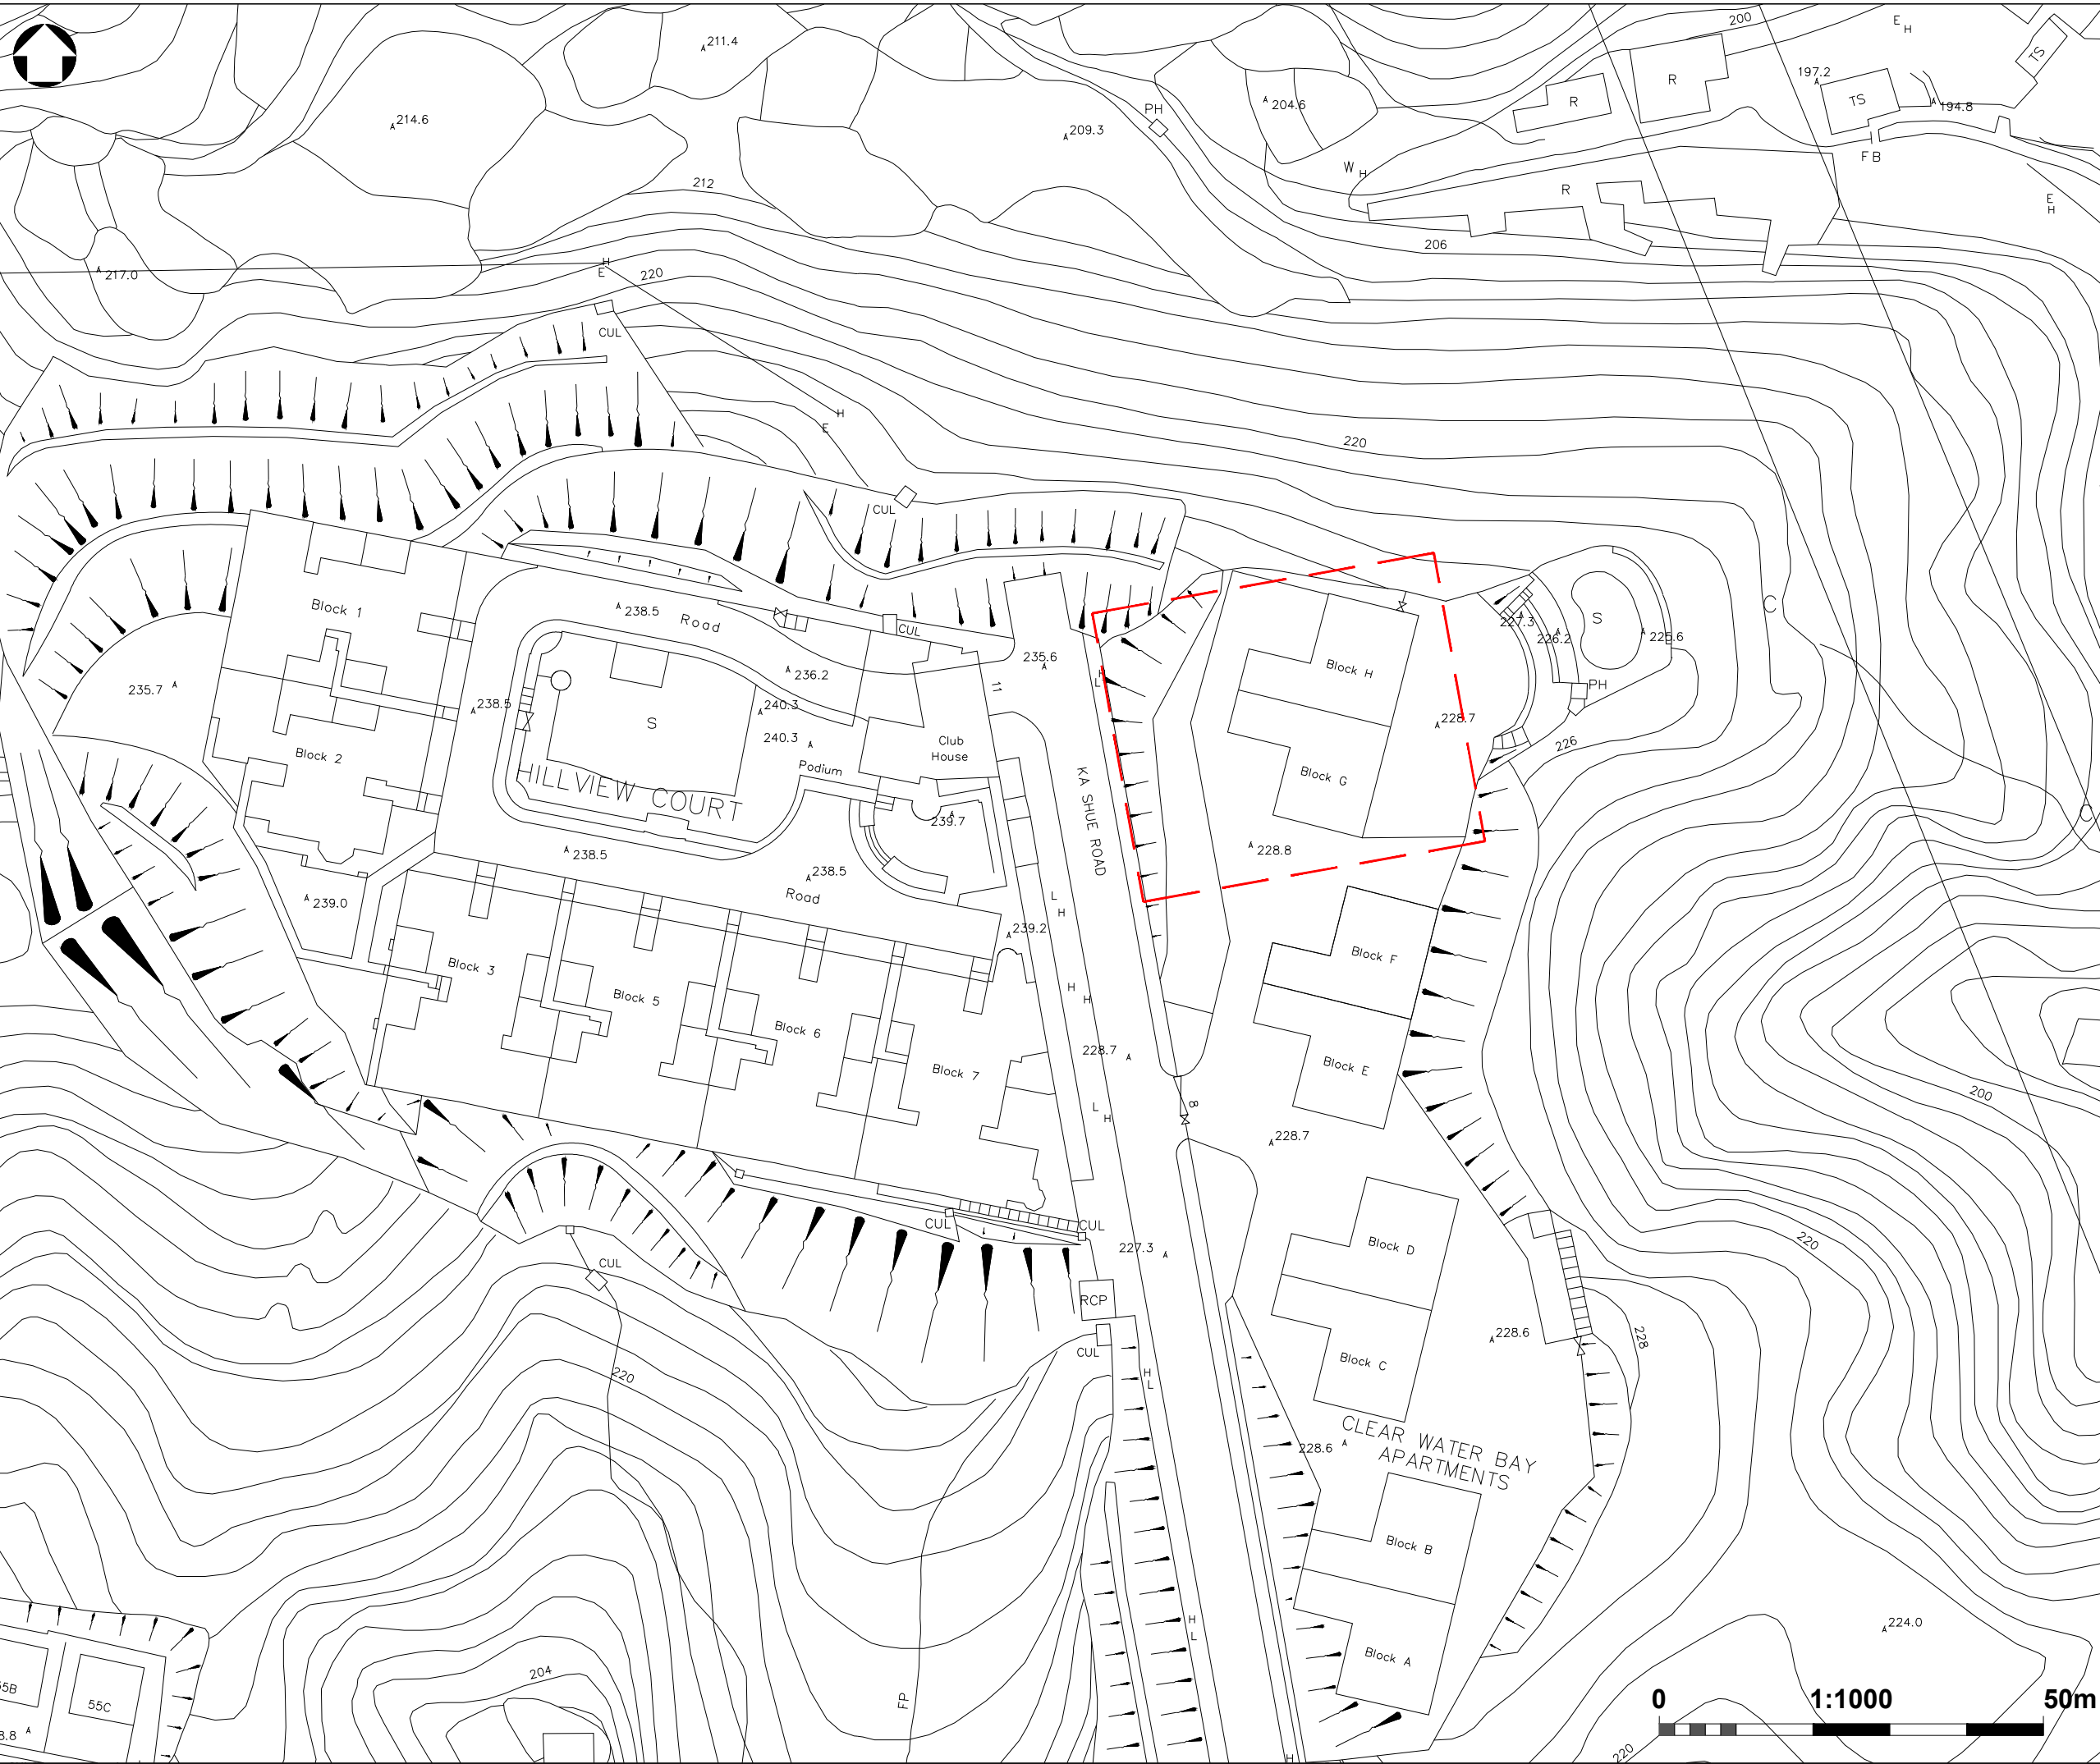 200
E
H
TS
211.4
R
197.2
TS
194.8
R
204.6
PH
214.6
209.3
FB
W H
212
R
E
H
206
217.0
H
E
220
CUL
H
E
220
CUL
Block 1
238.5
Road
CUL
235.6
S
C
227.3
226.2
225.6
Block H
236.2
PH
235.7
238.5
240.3
11
H
L
S
228.7
240.3
Club
House
226
Block 2
Podium
HILLVIEW COURT
KA SHUE ROAD
Block G
239.7
C
238.5
228.8
238.5
Road
239.0
L
H
239.2
Block F
Block 3
Block 5
H
H
Block 6
228.7
Block 7
Block E
200
L
H
8
228.7
CUL
CUL
227.3
Block D
220
CUL
RCP
228.6
228
CUL
Block C
220
H
L
CLEAR WATER BAY
APARTMENTS
228.6
Block B
H
L
224.0
Block A
204
55B
55C
FP
0 1:1000 50m
8.8
220
H